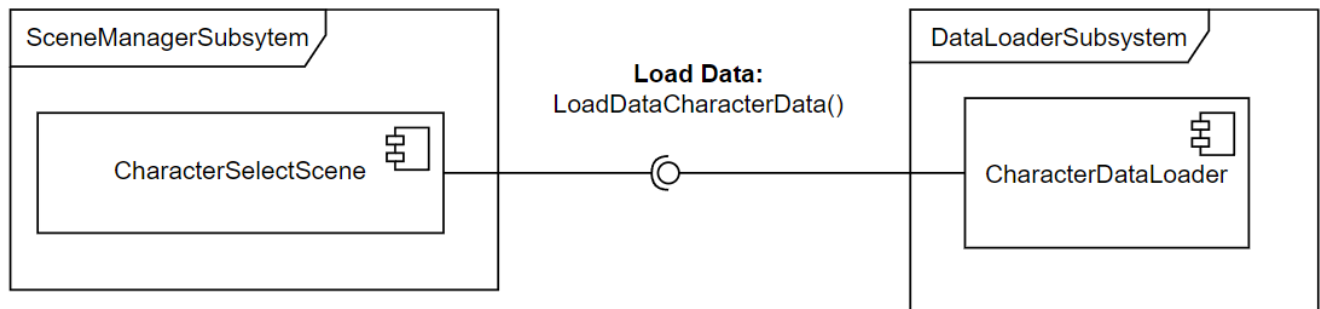 SceneManagerSubsytem
DataLoaderSubsystem
Load Data:
LoadDataCharacterData()
CharacterSelectScene
CharacterDataLoader